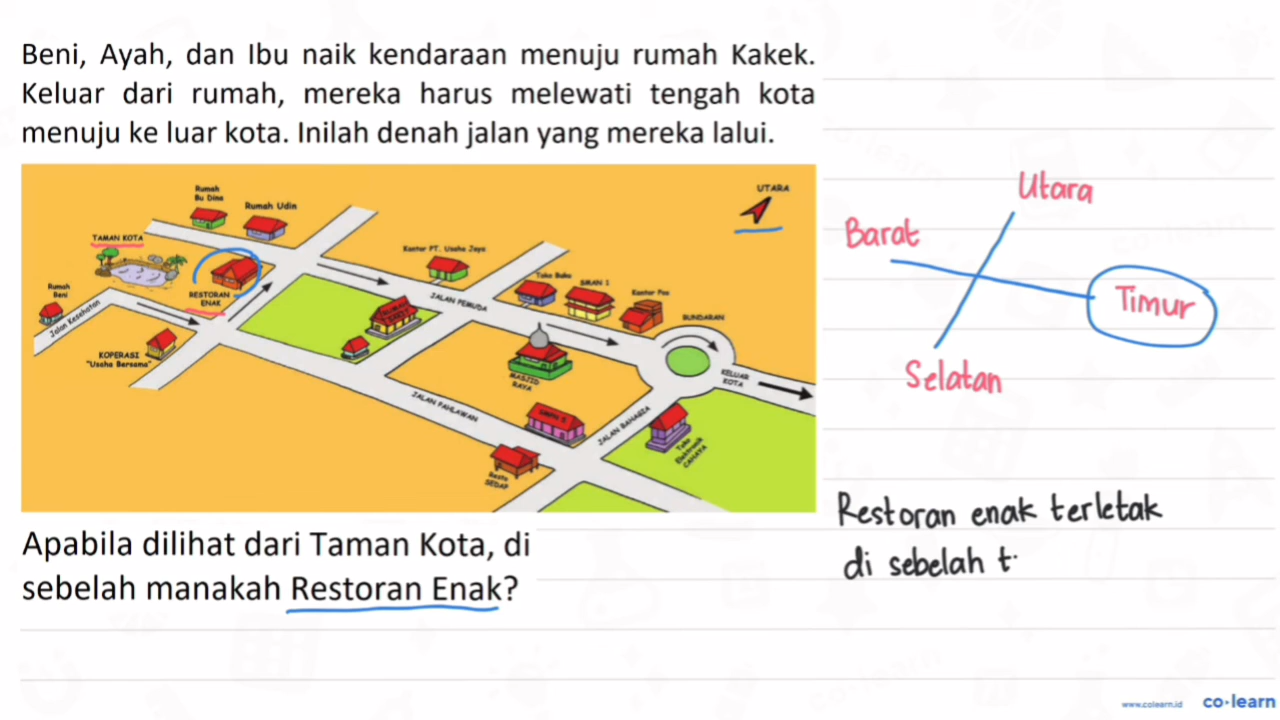 Beni, Ayah, dan Ibu naik kendaraan menuju rumah Kakek.
Keluar dari rumah, mereka harus melewati tengah kota
menuju ke luar kota. Inilah denah jalan yang mereka lalui.
Rumah
Bu Dina
Rumah Udin
UTARA
TAMAN KOTA
Kantor PT. Usaha Jaya
Rumah
Beni
RESTORAN
ENAK
Toko Buku
SMAN 1
Kantor Pos
Jalan Kesehatan
JALAN PEMUDA
BUNDARAN
KOPERASI
"Usaha Bersama"
MASJID
RAYA
KELUAR
KOTA
JALAN PAHLAWAN
JALAN BAHAGIA
Toko
Elektronik
CAHAYA
Resto
SEDAP
Utara
Barat
Timur
Selatan
Apabila dilihat dari Taman Kota, di
sebelah manakah Restoran Enak?
Restoran enak terletak
di sebelah t
www.colearn.id
co·learn